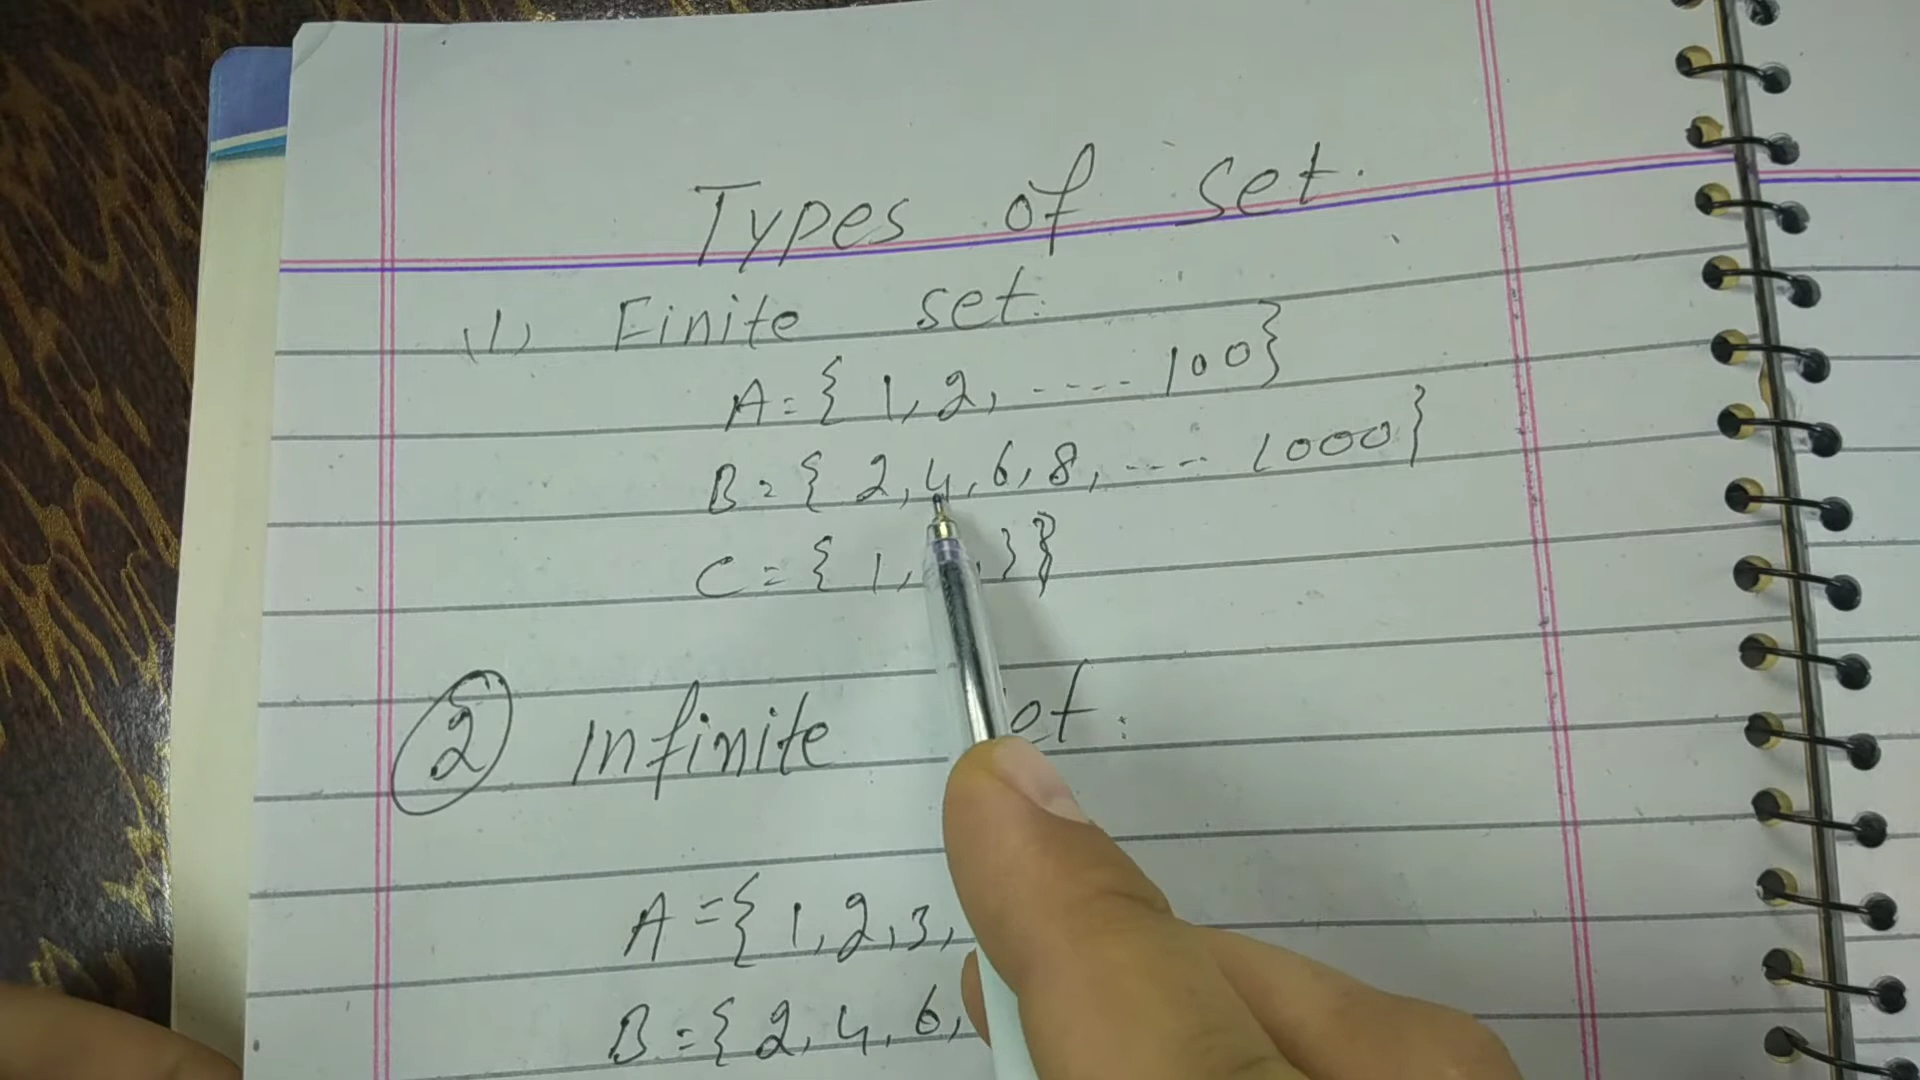 Types of set.
(1) Finite set:
A = { 1, 2, ---- 100}
B = { 2, 4, 6, 8, ---- 1000}
C = { 1, , }}
2 Infinite
A = { 1, 2, 3,
B = { 2, 4, 6,